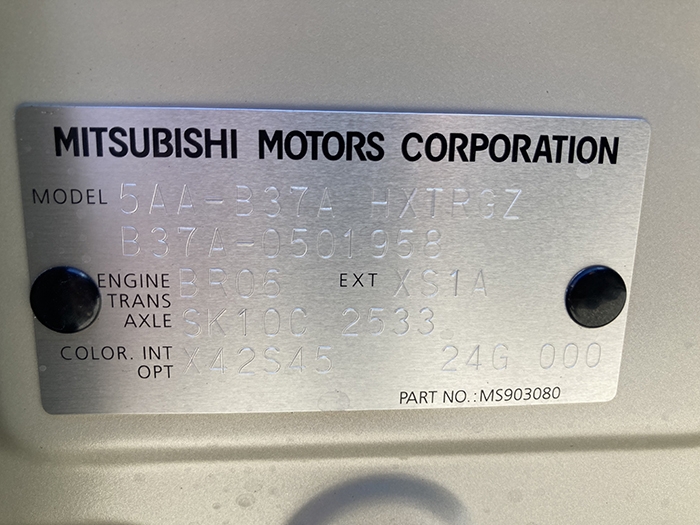 MITSUBISHI MOTORS CORPORATION
MODEL 5AA-B37A HXTRGZ
B37A-0501958
ENGINE BR06 EXT XS1A
TRANS
AXLE SK10C 2533
COLOR. INT
OPT X42S45 24G 000
PART NO.:MS903080